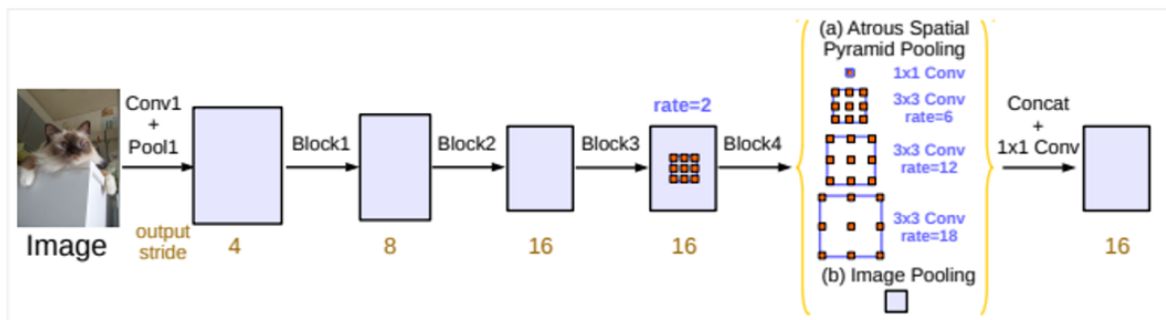 (a) Atrous Spatial
Pyramid Pooling
1x1 Conv
3x3 Conv
rate=6
3x3 Conv
rate=12
3x3 Conv
rate=18
(b) Image Pooling
Conv1
+
Pool1
Block1
Block2
Block3
rate=2
Block4
Concat
+
1x1 Conv
Image
output
stride
4
8
16
16
16